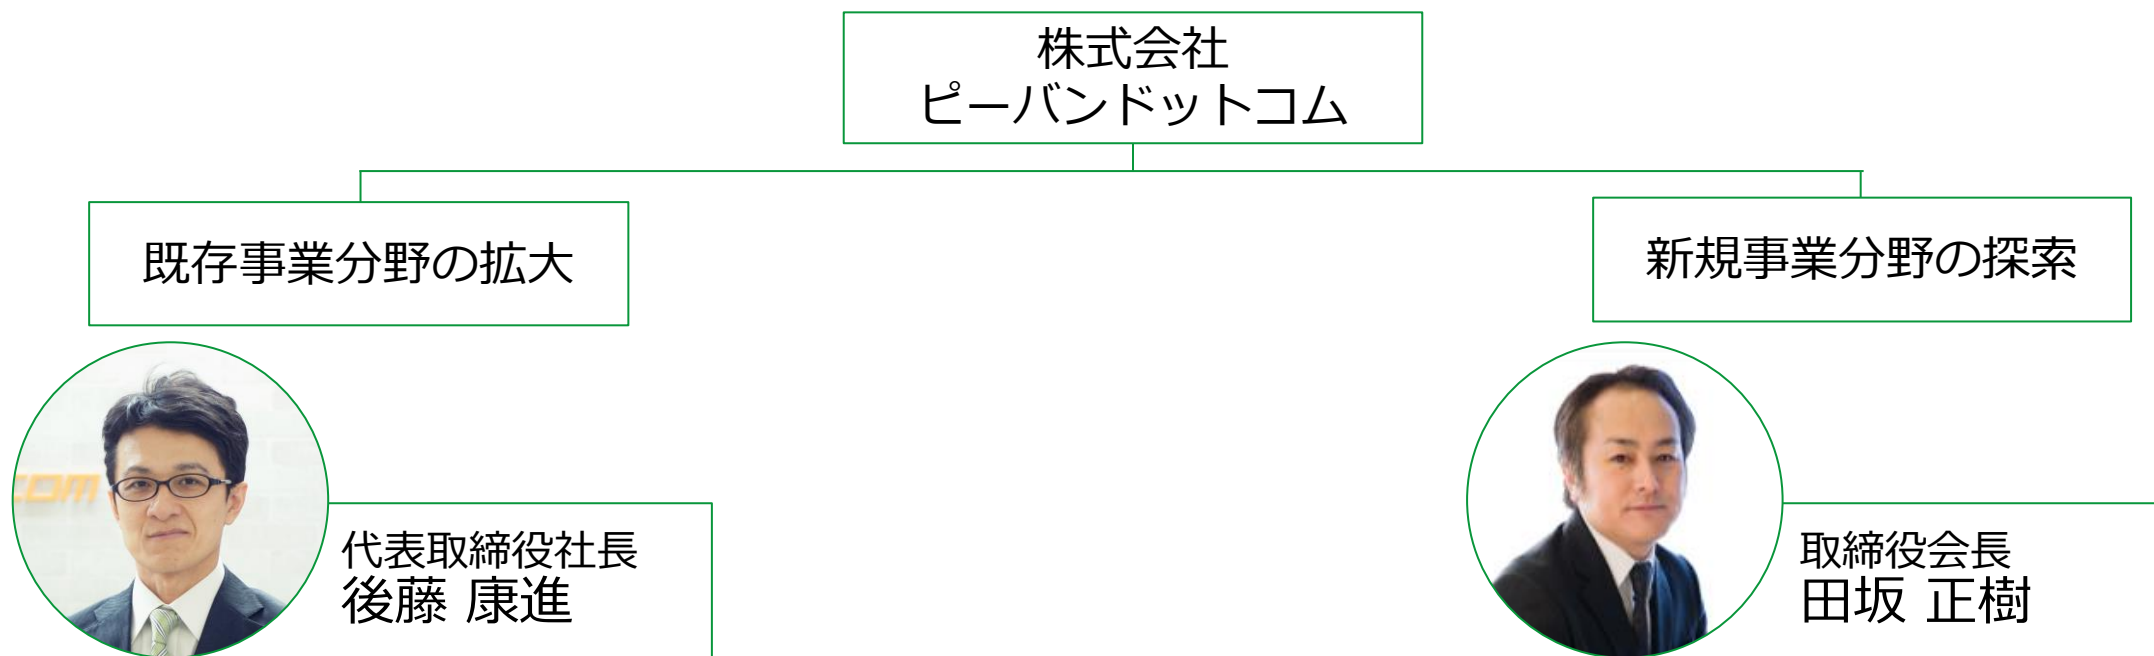 株式会社
ピーバンドットコム
既存事業分野の拡大
新規事業分野の探索
com
代表取締役社長
後藤 康進
取締役会長
田坂 正樹